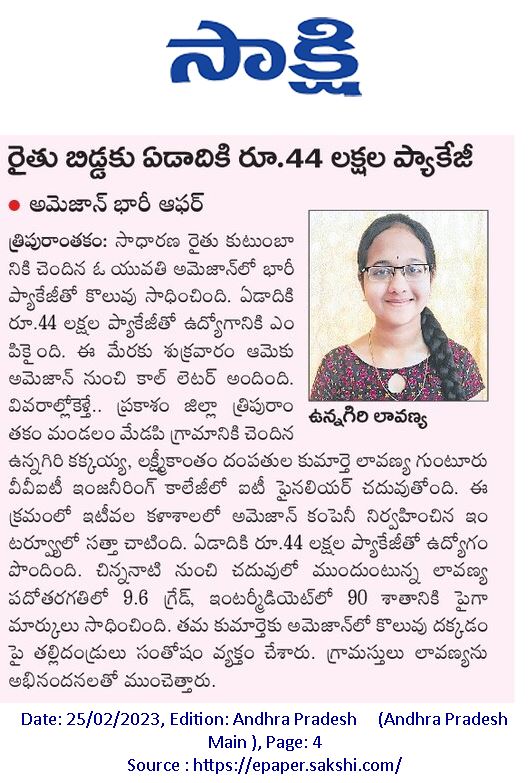 సాక్షి
రైతు బిడ్డకు ఏడాదికి రూ.44 లక్షల ప్యాకేజీ
● అమెజాన్ భారీ ఆఫర్
త్రిపురాంతకం: సాధారణ రైతు కుటుంబా
నికి చెందిన ఓ యువతి అమెజాన్‌లో భారీ
ప్యాకేజీతో కొలువు సాధించింది. ఏడాదికి
రూ.44 లక్షల ప్యాకేజీతో ఉద్యోగానికి ఎం
పికైంది. ఈ మేరకు శుక్రవారం ఆమెకు
అమెజాన్ నుంచి కాల్ లెటర్ అందింది.
వివరాల్లోకెళ్తే.. ప్రకాశం జిల్లా త్రిపురాం
తకం మండలం మేడపి గ్రామానికి చెందిన
ఉన్నగిరి లావణ్య
ఉన్నగిరి కక్కయ్య, లక్ష్మీకాంతం దంపతుల కుమార్తె లావణ్య గుంటూరు
వీవీఐటీ ఇంజనీరింగ్ కాలేజీలో ఐటీ ఫైనలియర్ చదువుతోంది. ఈ
క్రమంలో ఇటీవల కళాశాలలో అమెజాన్ కంపెనీ నిర్వహించిన ఇం
టర్వ్యూలో సత్తా చాటింది. ఏడాదికి రూ.44 లక్షల ప్యాకేజీతో ఉద్యోగం
పొందింది. చిన్ననాటి నుంచి చదువులో ముందుంటున్న లావణ్య
పదోతరగతిలో 9.6 గ్రేడ్, ఇంటర్మీడియెట్‌లో 90 శాతానికి పైగా
మార్కులు సాధించింది. తమ కుమార్తెకు అమెజాన్‌లో కొలువు దక్కడం
పై తల్లిదండ్రులు సంతోషం వ్యక్తం చేశారు. గ్రామస్తులు లావణ్యను
అభినందనలతో ముంచెత్తారు.
Date: 25/02/2023, Edition: Andhra Pradesh (Andhra Pradesh
Main ), Page: 4
Source : https://epaper.sakshi.com/